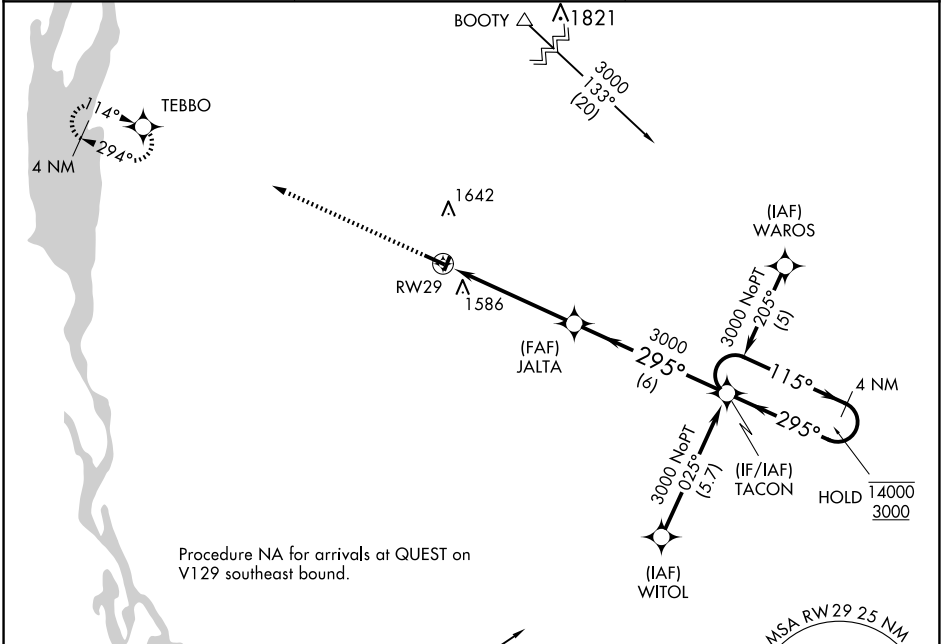 BOOTY
1821
3000
133°
(20)
TEBBO
114°
294°
4 NM
1642
RW29
1586
(IAF)
WAROS
3000 NoPT
205°
(5)
(FAF)
JALTA
3000
295°
(6)
115°
4 NM
295°
3000 NoPT
025°
(5.7)
(IF/IAF)
TACON
HOLD
14000
3000
(IAF)
WITOL
Procedure NA for arrivals at QUEST on
V129 southeast bound.
MSA RW29 25 NM